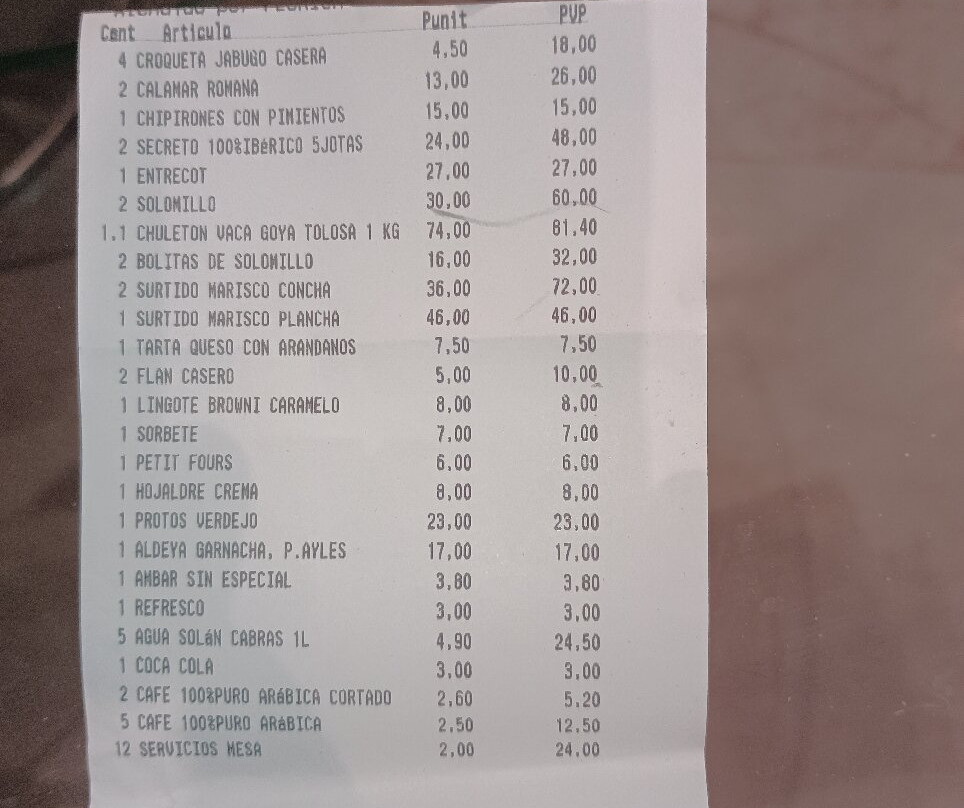 Atendido por
Cant Articulo Punit PVP
4 CROQUETA JABUGO CASERA 4,50 18,00
2 CALAMAR ROMANA 13,00 26,00
1 CHIPIRONES CON PIMIENTOS 15,00 15,00
2 SECRETO 100%IBéRICO 5JOTAS 24,00 48,00
1 ENTRECOT 27,00 27,00
2 SOLOMILLO 30,00 60,00
1.1 CHULETON VACA GOYA TOLOSA 1 KG 74,00 81,40
2 BOLITAS DE SOLOMILLO 16,00 32,00
2 SURTIDO MARISCO CONCHA 36,00 72,00
1 SURTIDO MARISCO PLANCHA 46,00 46,00
1 TARTA QUESO CON ARANDANOS 7,50 7,50
2 FLAN CASERO 5,00 10,00
1 LINGOTE BROWNI CARAMELO 8,00 8,00
1 SORBETE 7,00 7,00
1 PETIT FOURS 6,00 6,00
1 HOJALDRE CREMA 8,00 8,00
1 PROTOS VERDEJO 23,00 23,00
1 ALDEYA GARNACHA, P.AYLES 17,00 17,00
1 AMBAR SIN ESPECIAL 3,80 3,80
1 REFRESCO 3,00 3,00
5 AGUA SOLáN CABRAS 1L 4,90 24,50
1 COCA COLA 3,00 3,00
2 CAFE 100%PURO ARáBICA CORTADO 2,60 5,20
5 CAFE 100%PURO ARáBICA 2,50 12,50
12 SERVICIOS MESA 2,00 24,00